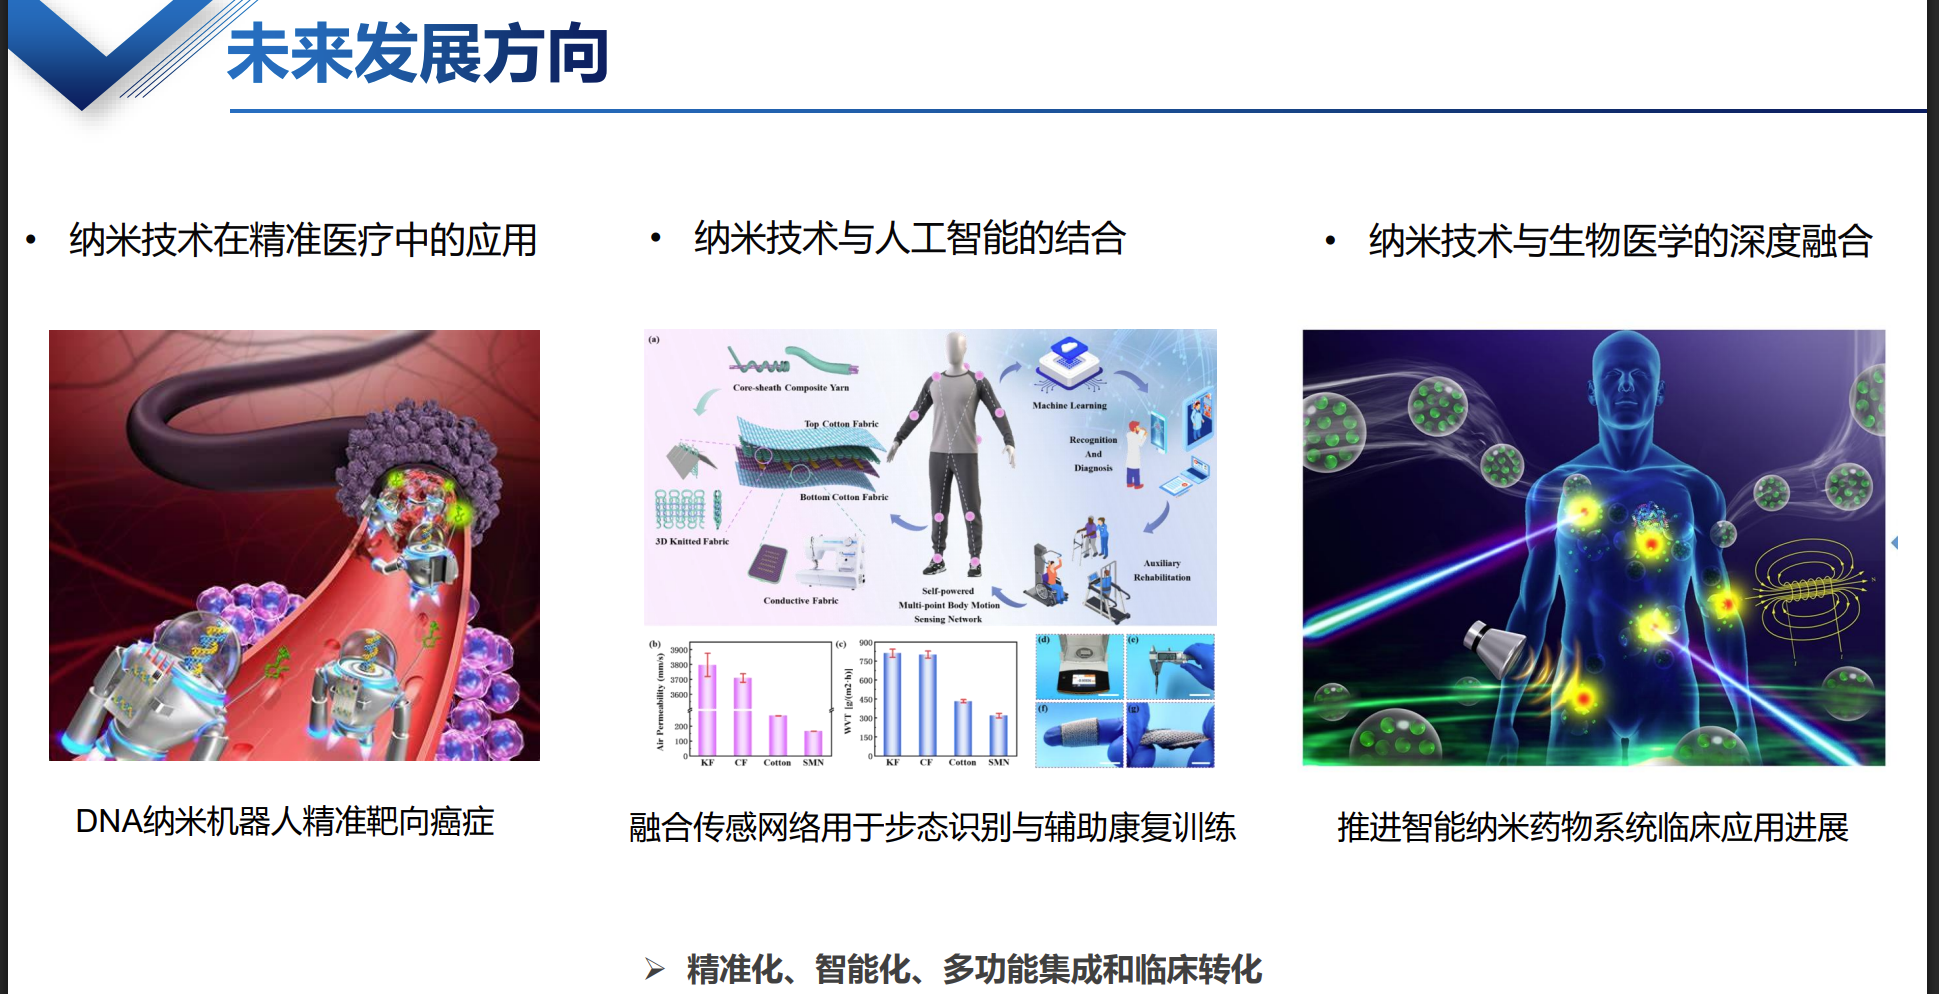 未来发展方向
• 纳米技术在精准医疗中的应用
• 纳米技术与人工智能的结合
• 纳米技术与生物医学的深度融合
(a)
Core-sheath Composite Yarn
Top Cotton Fabric
Bottom Cotton Fabric
3D Knitted Fabric
Conductive Fabric
Machine Learning
Recognition
And
Diagnosis
Auxiliary
Rehabilitation
Self-powered
Multi-point Body Motion
Sensing Network
(b)
Air Permeability (mm/s)
3900
3800
3700
3600
200
100
0
KF CF Cotton SMN
(c)
WVT [g/(m2·h)]
900
750
600
450
300
150
0
KF CF Cotton SMN
(d)
(e)
(f)
(g)
N
DNA纳米机器人精准靶向癌症
融合传感网络用于步态识别与辅助康复训练
推进智能纳米药物系统临床应用进展
➢ 精准化、智能化、多功能集成和临床转化